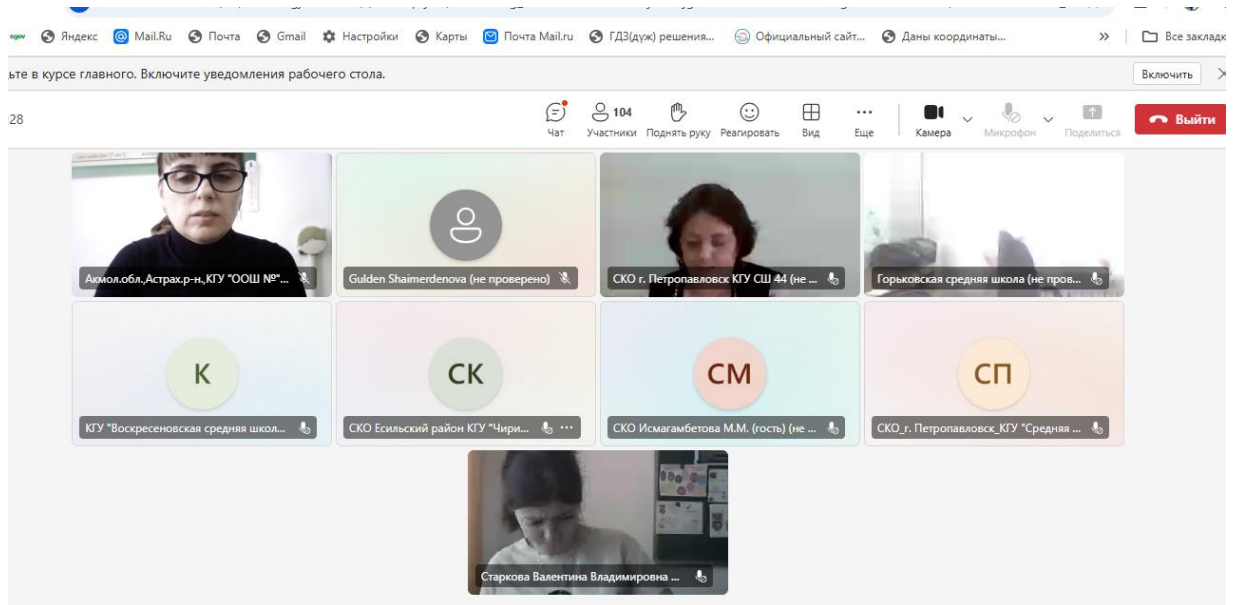 Яндекс Mail.Ru Почта Gmail Настройки Карты Почта Mail.ru ГДЗ(дуж) решения... Официальный сайт... Даны координаты... » Все закладк
ьте в курсе главного. Включите уведомления рабочего стола. Включить
:28 104
Чат Участники Поднять руку Реагировать Вид Еще Камера Микрофон Поделиться Выйти
Акмол.обл.,Астрах.р-н.,КГУ "ООШ №"... Gulden Shaimerdenova (не проверено) СКО г. Петропавловск КГУ СШ 44 (не ... Горьковская средняя школа (не пров...
К СК СМ СП
КГУ "Воскресеновская средняя школ... СКО Есильский район КГУ "Чири... СКО Исмагамбетова М.М. (гость) (не ... СКО_г. Петропавловск_КГУ "Средняя ...
Старкова Валентина Владимировна ...